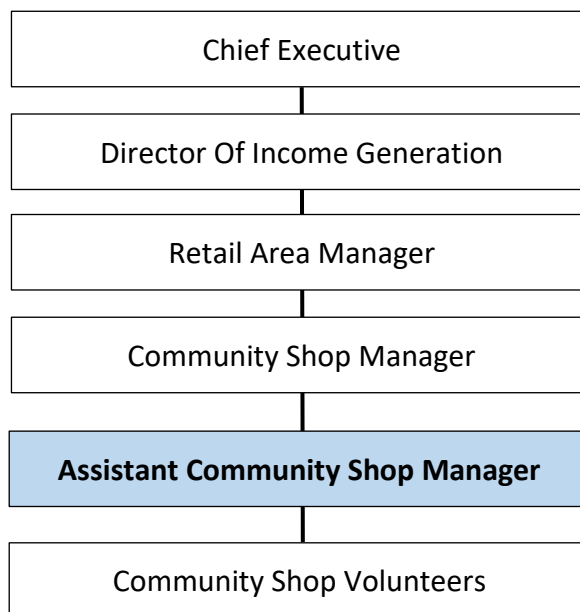 Chief Executive
Director Of Income Generation
Retail Area Manager
Community Shop Manager
Assistant Community Shop Manager
Community Shop Volunteers